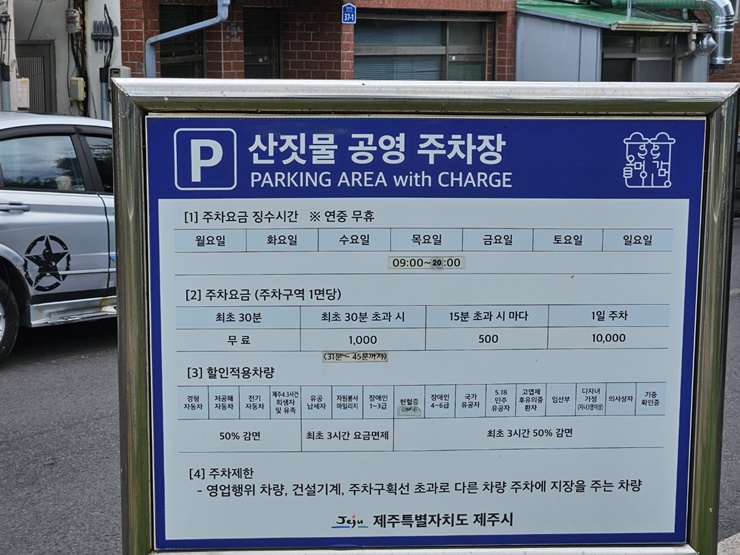 37-1
P 산짓물 공영 주차장
PARKING AREA with CHARGE
올멍 가멍
[1] 주차요금 징수시간 ※ 연중 무휴
월요일 화요일 수요일 목요일 금요일 토요일 일요일
09:00~20:00
[2] 주차요금 (주차구역 1면당)
최초 30분 최초 30분 초과 시 15분 초과 시 마다 1일 주차
무료 1,000 500 10,000
(31분~45분까지)
[3] 할인적용차량
경형 자동차
저공해 자동차
전기 자동차
제주4.3사건 희생자 및 유족
유공 납세자
자원봉사 마일리지
장애인 1~3급
헌혈증
장애인 4~6급
국가 유공자
5.18 민주 유공자
고엽제 후유의증 환자
임산부
다자녀 가정
의사상자
기증 확인증
50% 감면 최초 3시간 요금면제 최초 3시간 50% 감면
[4] 주차제한
- 영업행위 차량, 건설기계, 주차구획선 초과로 다른 차량 주차에 지장을 주는 차량
Jeju 제주특별자치도 제주시